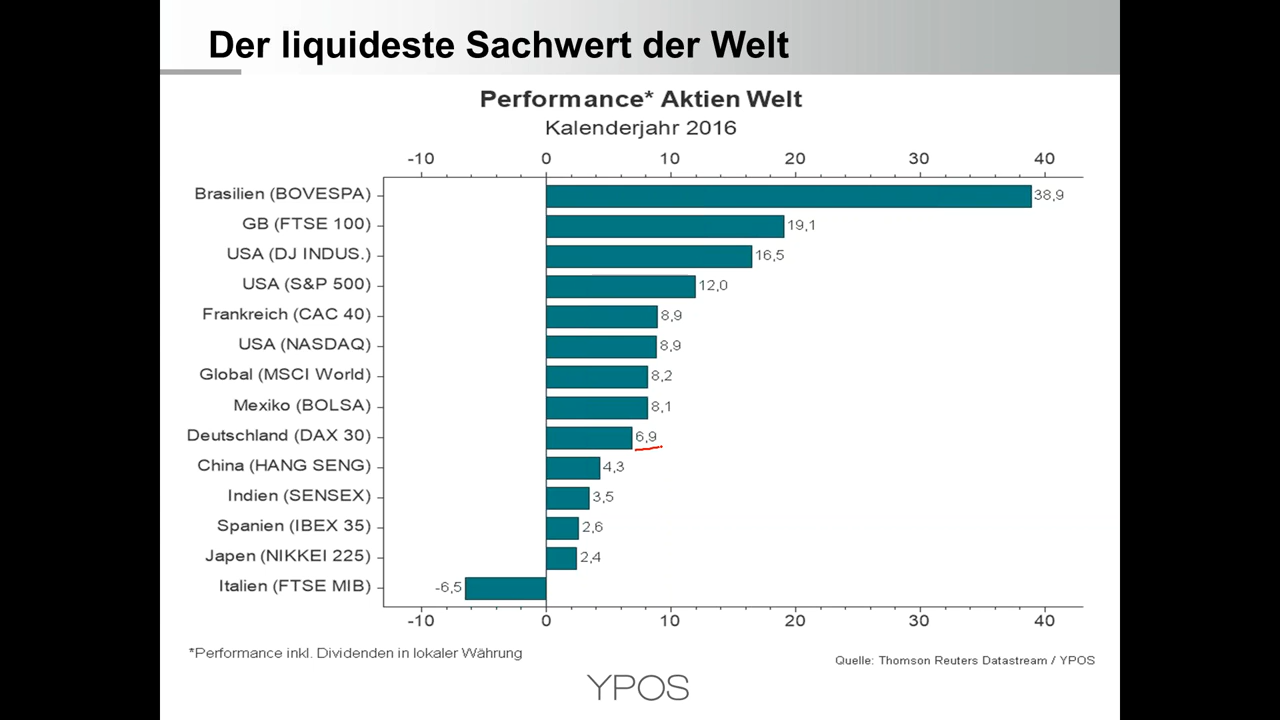 Der liquideste Sachwert der Welt
Performance* Aktien Welt
Kalenderjahr 2016
-10 0 10 20 30 40
Brasilien (BOVESPA) 38,9
GB (FTSE 100) 19,1
USA (DJ INDUS.) 16,5
USA (S&P 500) 12,0
Frankreich (CAC 40) 8,9
USA (NASDAQ) 8,9
Global (MSCI World) 8,2
Mexiko (BOLSA) 8,1
Deutschland (DAX 30) 6,9
China (HANG SENG) 4,3
Indien (SENSEX) 3,5
Spanien (IBEX 35) 2,6
Japen (NIKKEI 225) 2,4
Italien (FTSE MIB) -6,5
-10 0 10 20 30 40
*Performance inkl. Dividenden in lokaler Währung
Quelle: Thomson Reuters Datastream / YPOS
YPOS